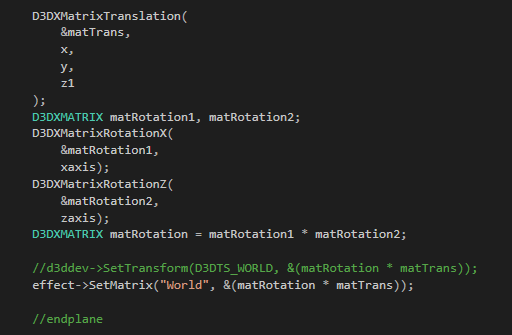 D3DXMatrixTranslation(
    &matTrans,
    x,
    y,
    z1
);
D3DXMATRIX matRotation1, matRotation2;
D3DXMatrixRotationX(
    &matRotation1,
    xaxis);
D3DXMatrixRotationZ(
    &matRotation2,
    zaxis);
D3DXMATRIX matRotation = matRotation1 * matRotation2;

//d3ddev->SetTransform(D3DTS_WORLD, &(matRotation * matTrans));
effect->SetMatrix("World", &(matRotation * matTrans));

//endplane